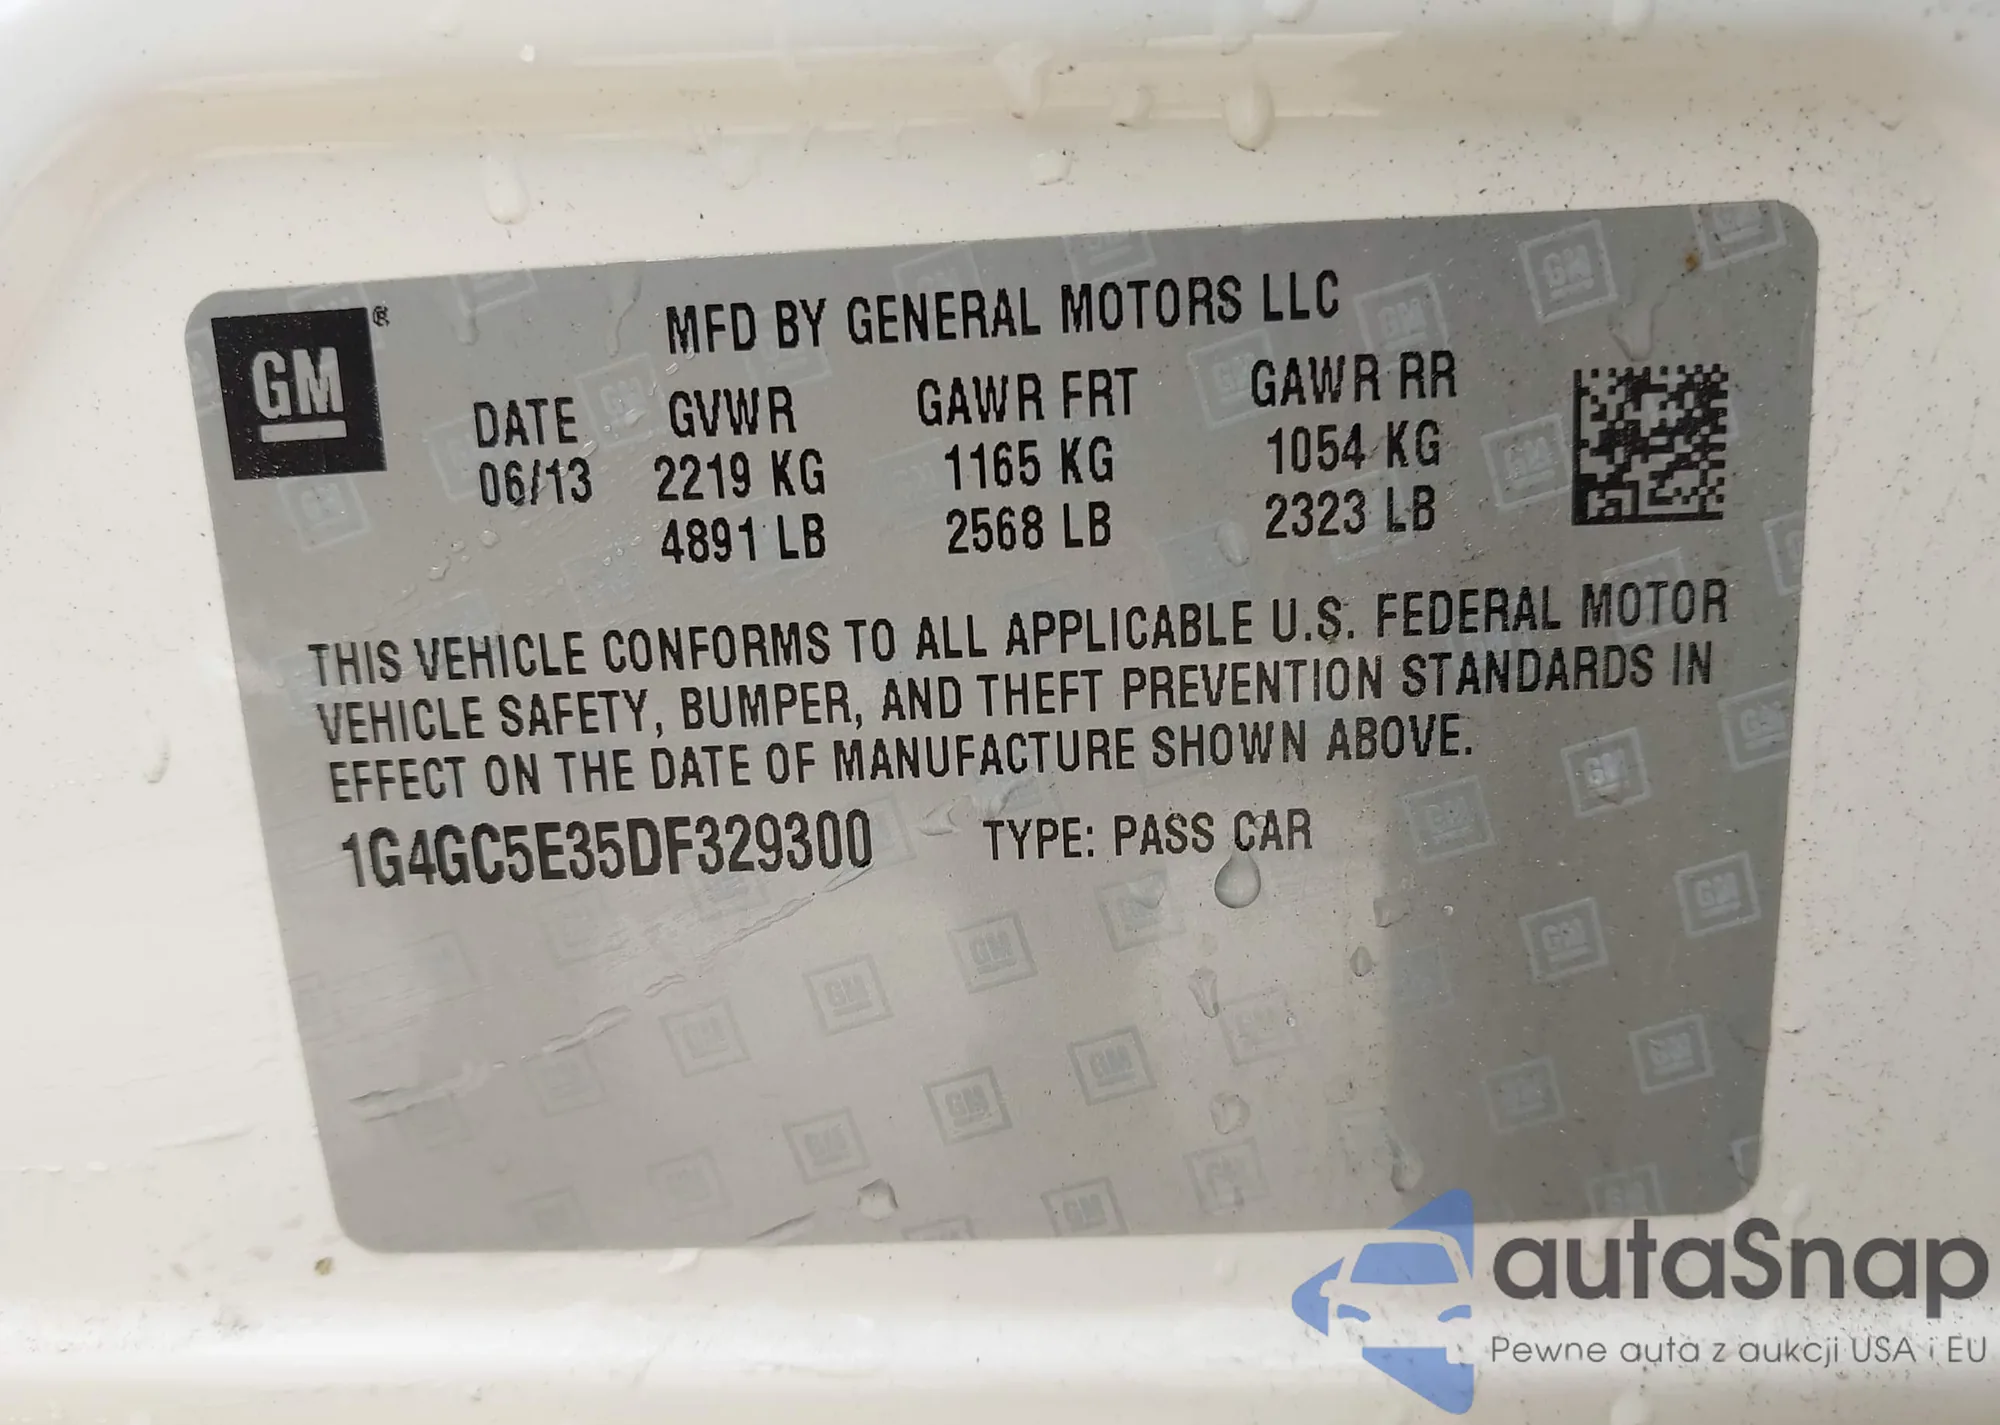 GM ®
MFD BY GENERAL MOTORS LLC
DATE GVWR GAWR FRT GAWR RR
06/13 2219 KG 1165 KG 1054 KG
4891 LB 2568 LB 2323 LB
THIS VEHICLE CONFORMS TO ALL APPLICABLE U.S. FEDERAL MOTOR
VEHICLE SAFETY, BUMPER, AND THEFT PREVENTION STANDARDS IN
EFFECT ON THE DATE OF MANUFACTURE SHOWN ABOVE.
1G4GC5E35DF329300 TYPE: PASS CAR
autaSnap
Pewne auta z aukcji USA i EU